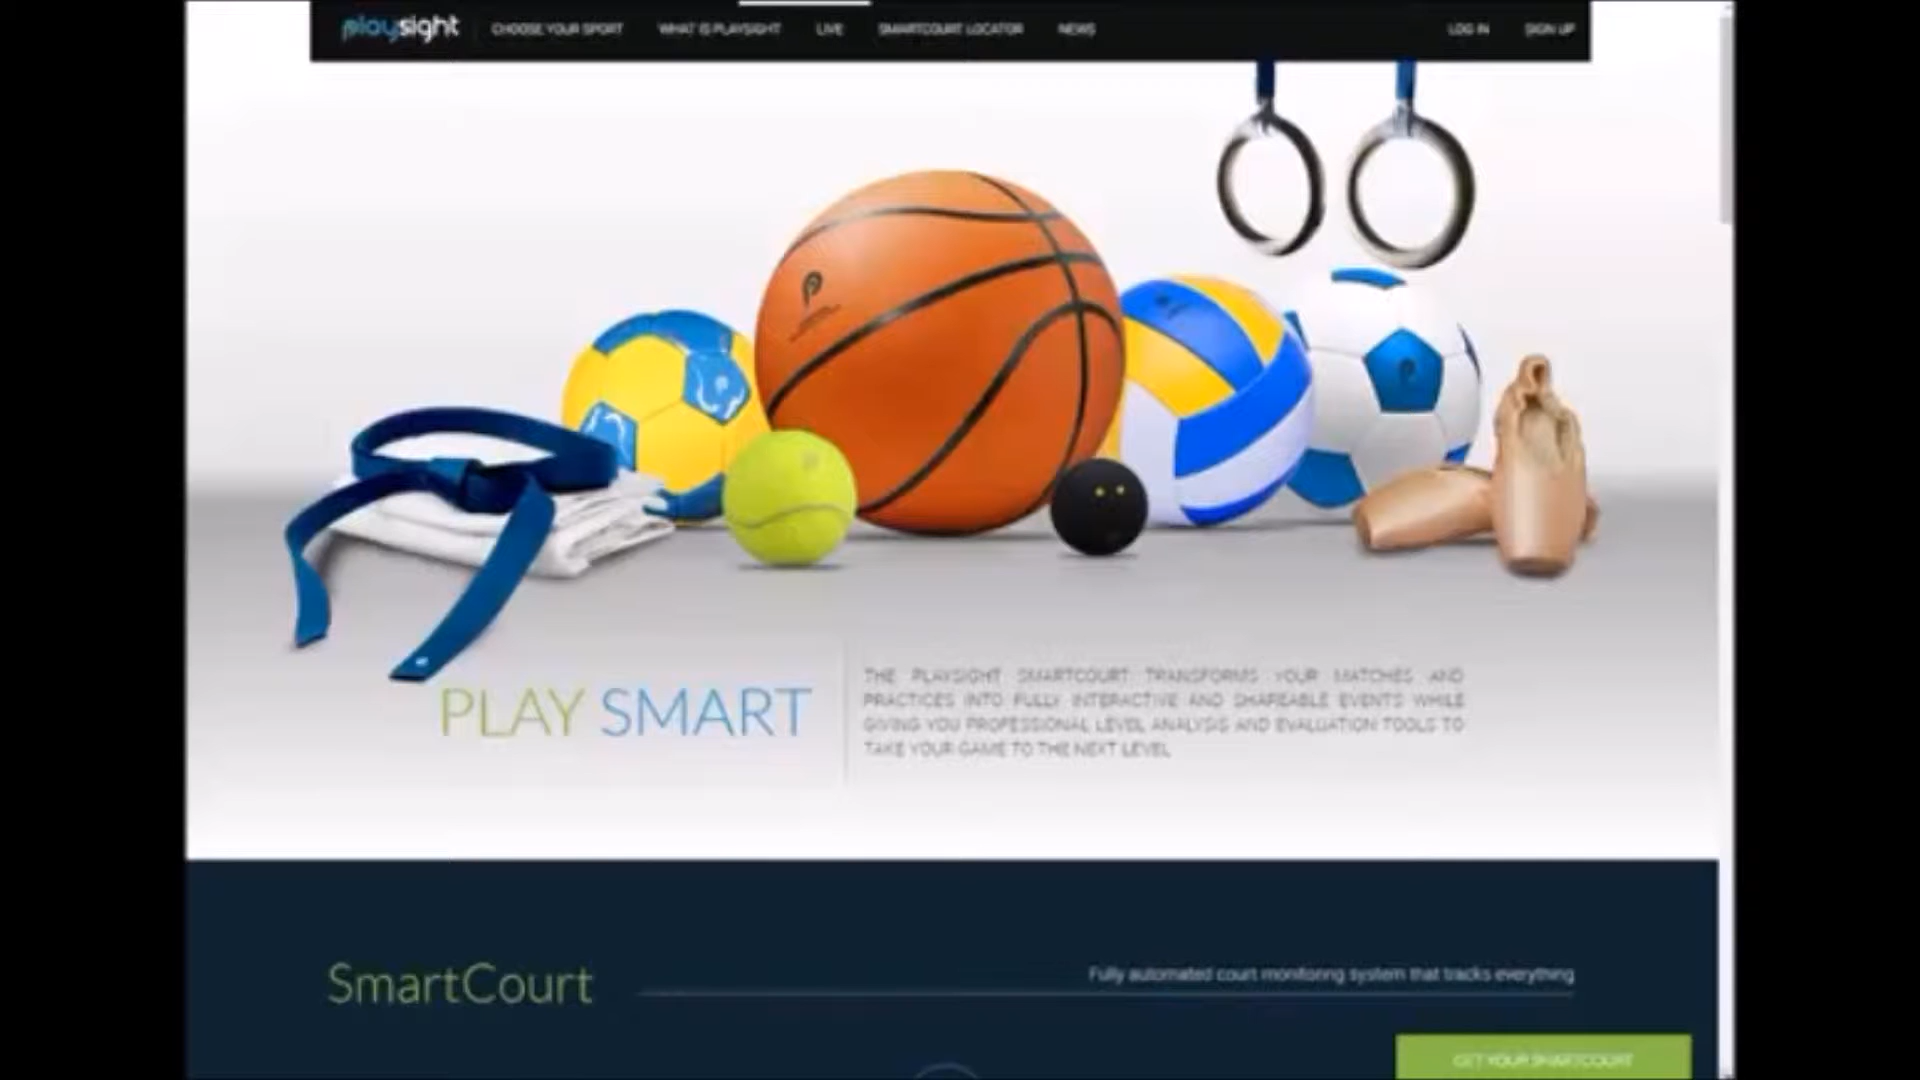 playsight
CHOOSE YOUR SPORT
WHAT IS PLAYSIGHT
LIVE
SMARTCOURT LOCATOR
NEWS
LOG IN
SIGN UP
PLAY SMART
THE PLAYSIGHT SMARTCOURT TRANSFORMS YOUR MATCHES AND
PRACTICES INTO FULLY INTERACTIVE AND SHAREABLE EVENTS WHILE
GIVING YOU PROFESSIONAL LEVEL ANALYSIS AND EVALUATION TOOLS TO
TAKE YOUR GAME TO THE NEXT LEVEL
SmartCourt
Fully automated court monitoring system that tracks everything
GET YOUR SMARTCOURT